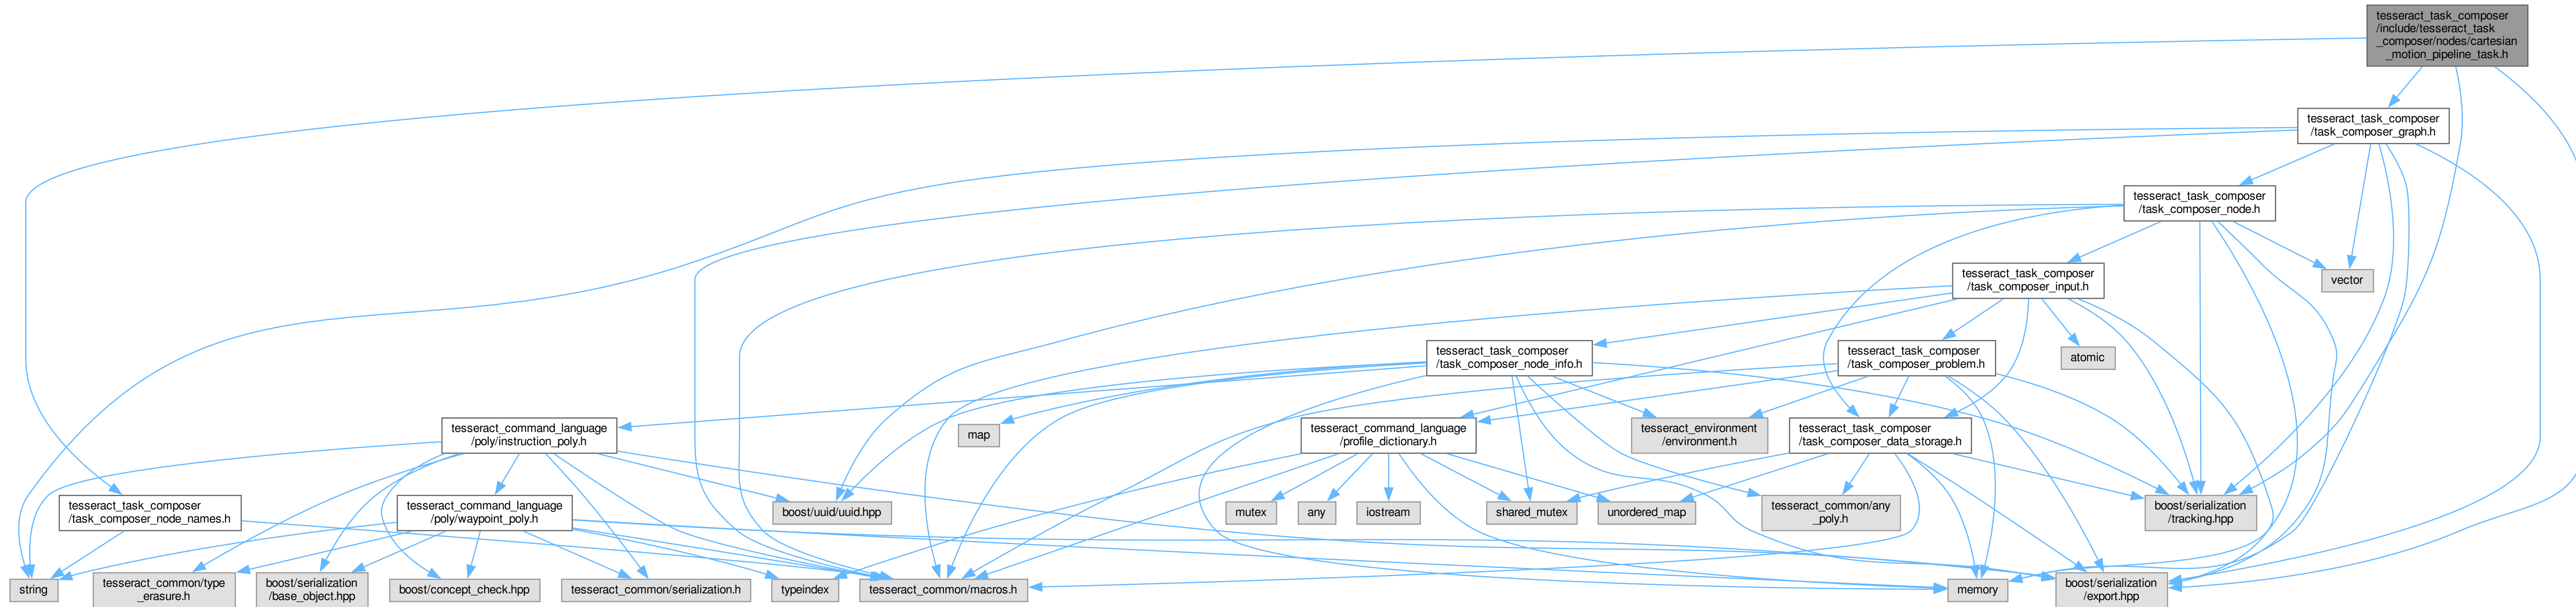 tesseract_task_composer
/include/tesseract_task
_composer/nodes/cartesian
_motion_pipeline_task.h
tesseract_task_composer
/task_composer_graph.h
tesseract_task_composer
/task_composer_node.h
tesseract_task_composer
/task_composer_input.h
vector
tesseract_task_composer
/task_composer_node_info.h
tesseract_task_composer
/task_composer_problem.h
atomic
tesseract_command_language
/poly/instruction_poly.h
map
tesseract_command_language
/profile_dictionary.h
tesseract_environment
/environment.h
tesseract_task_composer
/task_composer_data_storage.h
tesseract_task_composer
/task_composer_node_names.h
tesseract_command_language
/poly/waypoint_poly.h
boost/uuid/uuid.hpp
mutex
any
iostream
shared_mutex
unordered_map
tesseract_common/any
_poly.h
boost/serialization
/tracking.hpp
string
tesseract_common/type
_erasure.h
boost/serialization
/base_object.hpp
boost/concept_check.hpp
tesseract_common/serialization.h
typeindex
tesseract_common/macros.h
memory
boost/serialization
/export.hpp